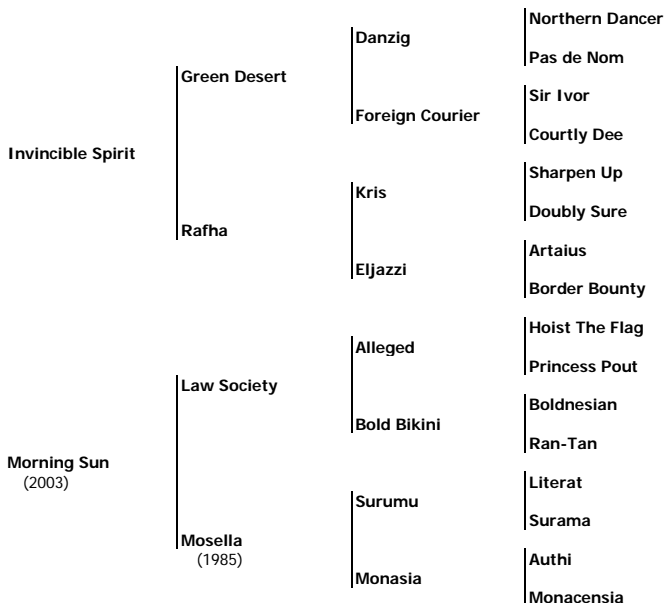 Northern Dancer
Danzig
Pas de Nom
Green Desert
Sir Ivor
Foreign Courier
Courtly Dee
Invincible Spirit
Sharpen Up
Kris
Doubly Sure
Rafha
Artaius
Eljazzi
Border Bounty
Hoist The Flag
Alleged
Princess Pout
Law Society
Boldnesian
Bold Bikini
Ran-Tan
Morning Sun
(2003)
Literat
Surumu
Surama
Mosella
(1985)
Authi
Monasia
Monacensia